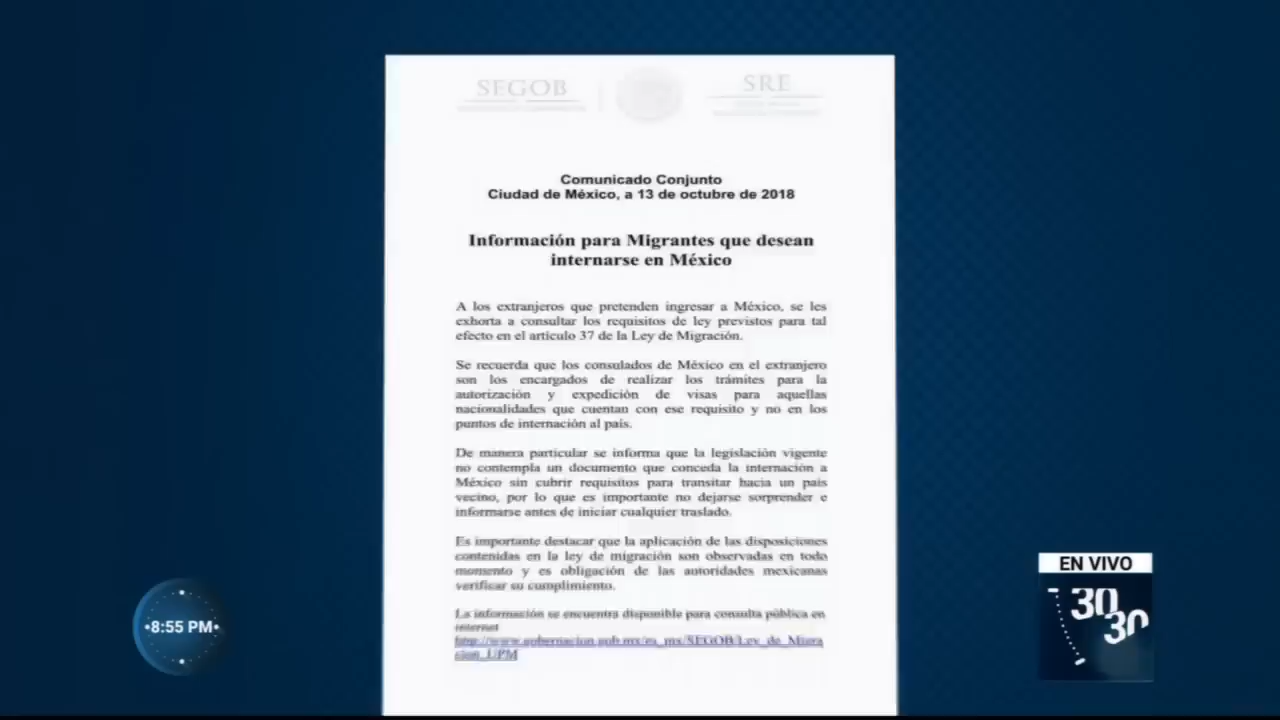 SEGOB
SRE
Comunicado Conjunto
Ciudad de México, a 13 de octubre de 2018
Información para Migrantes que desean
internarse en México
A los extranjeros que pretenden ingresar a México, se les
exhorta a consultar los requisitos de ley previstos para tal
efecto en el artículo 37 de la Ley de Migración.
Se recuerda que los consulados de México en el extranjero
son los encargados de realizar los trámites para la
autorización y expedición de visas para aquellas
nacionalidades que cuentan con ese requisito y no en los
puntos de internación al país.
De manera particular se informa que la legislación vigente
no contempla un documento que conceda la internación a
México sin cubrir requisitos para transitar hacia un país
vecino, por lo que es importante no dejarse sorprender e
informarse antes de iniciar cualquier traslado.
Es importante destacar que la aplicación de las disposiciones
contenidas en la ley de migración son observadas en todo
momento y es obligación de las autoridades mexicanas
verificar su cumplimiento.
La información se encuentra disponible para consulta pública en
internet
http://www.gobernacion.gob.mx/es_mx/SEGOB/Ley_de_Migra
cion_UPM
8:55 PM
EN VIVO
30
30